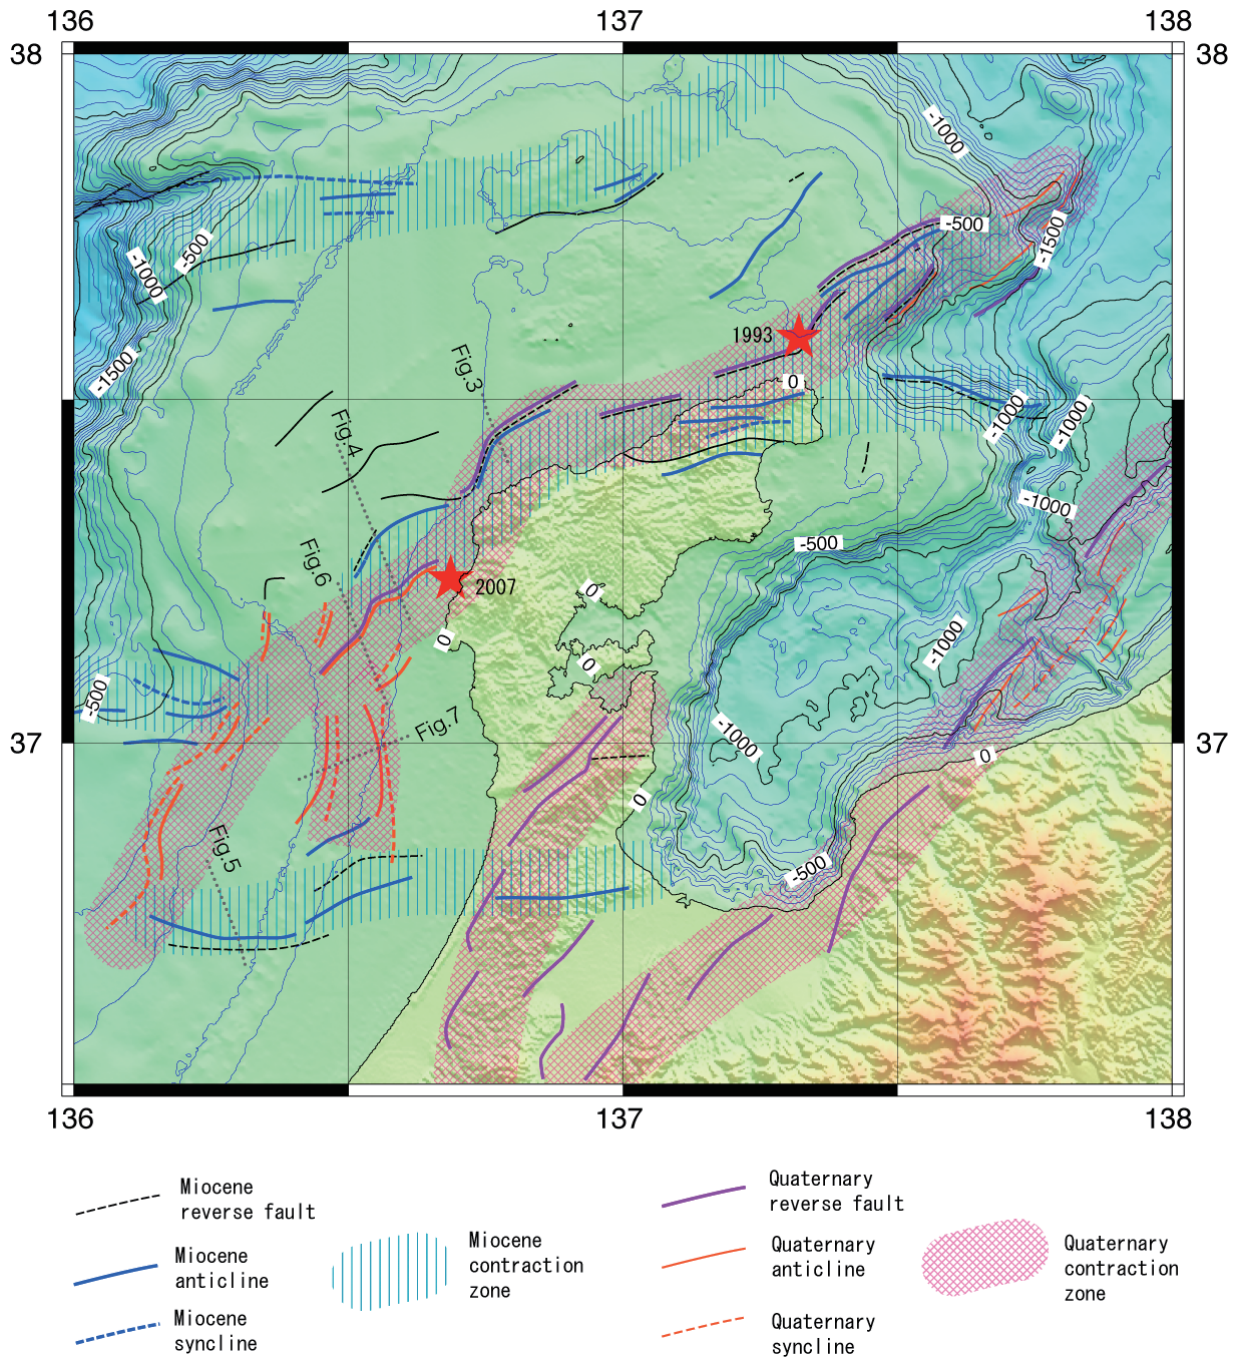 136
137
138
38
38
-1000
-500
-500
-1000
-1500
1993
-1500
Fig.3
0
Fig.4
-1000
-1000
-1000
-500
Fig.6
2007
0
0
0
-1000
-500
Fig.7
-1000
37
37
0
0
Fig.5
-500
136
137
138
Miocene
reverse fault
Miocene
anticline
Miocene
syncline
Miocene
contraction
zone
Quaternary
reverse fault
Quaternary
anticline
Quaternary
syncline
Quaternary
contraction
zone